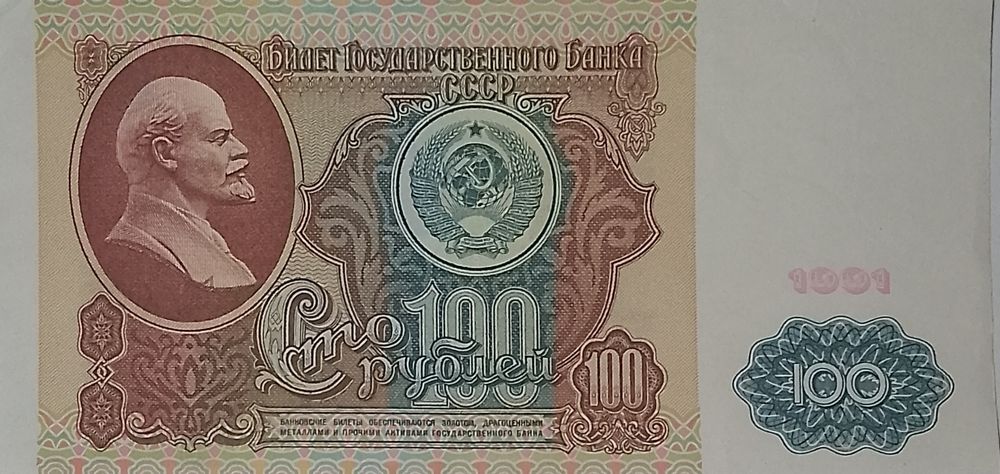 Билет Государственного Банка
СССР
1991
Сто
100
рублей
100
100
БАНКОВСКИЕ БИЛЕТЫ ОБЕСПЕЧИВАЮТСЯ ЗОЛОТОМ, ДРАГОЦЕННЫМИ
МЕТАЛЛАМИ И ПРОЧИМИ АКТИВАМИ ГОСУДАРСТВЕННОГО БАНКА